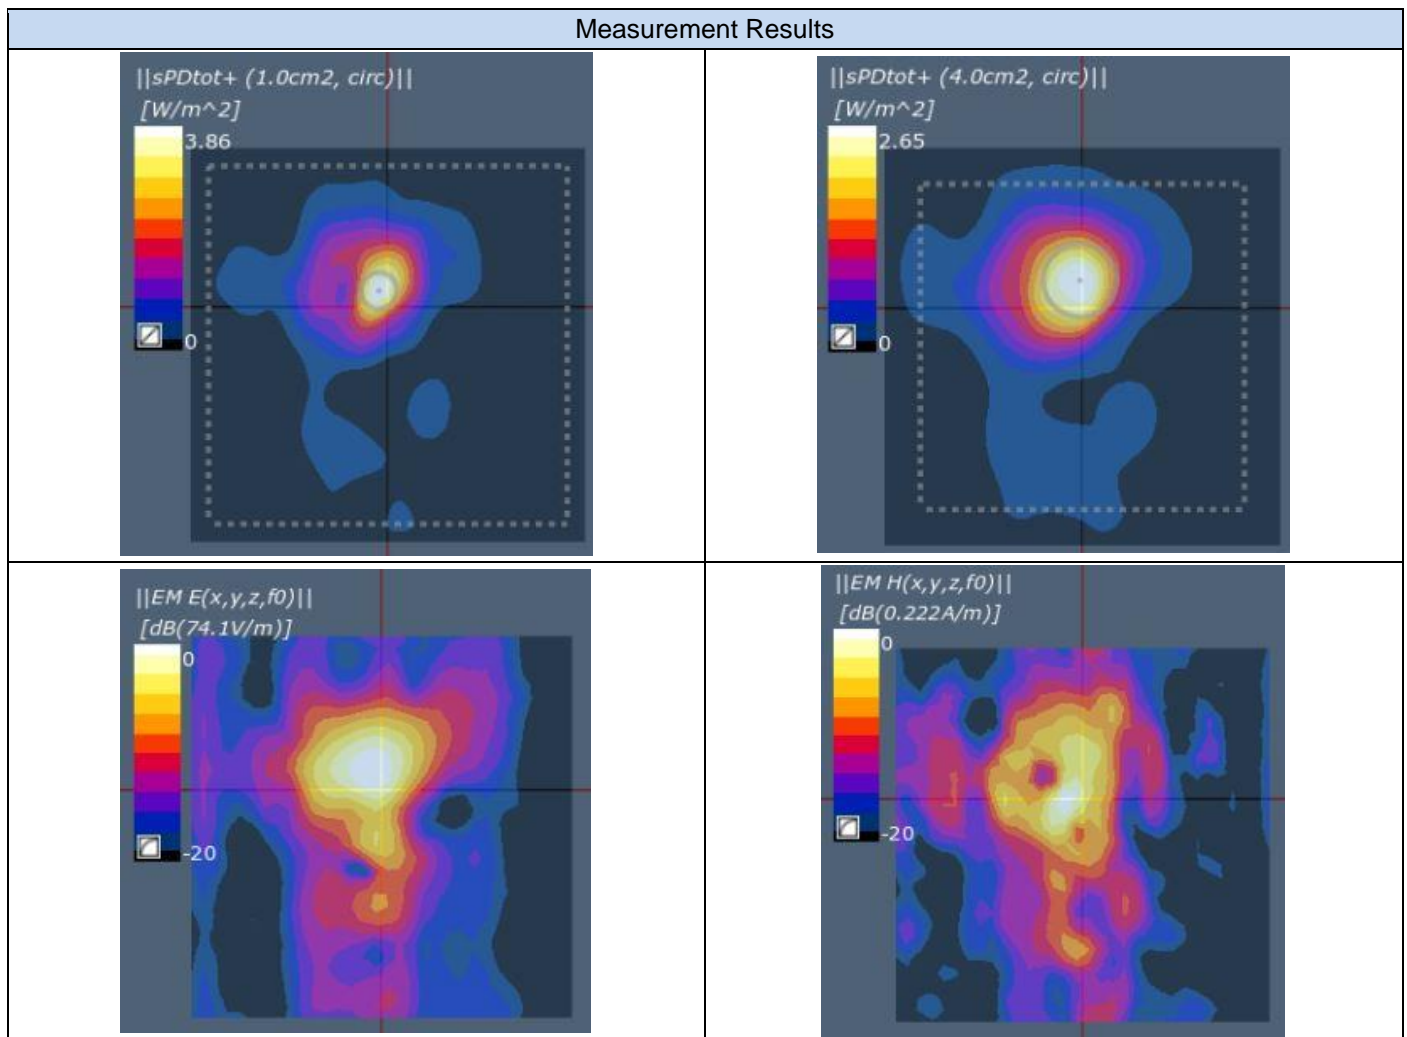 Measurement Results
||sPDtot+ (1.0cm2, circ)||
[W/m^2]
3.86
0
||sPDtot+ (4.0cm2, circ)||
[W/m^2]
2.65
0
||EM E(x,y,z,f0)||
[dB(74.1V/m)]
0
-20
||EM H(x,y,z,f0)||
[dB(0.222A/m)]
0
-20